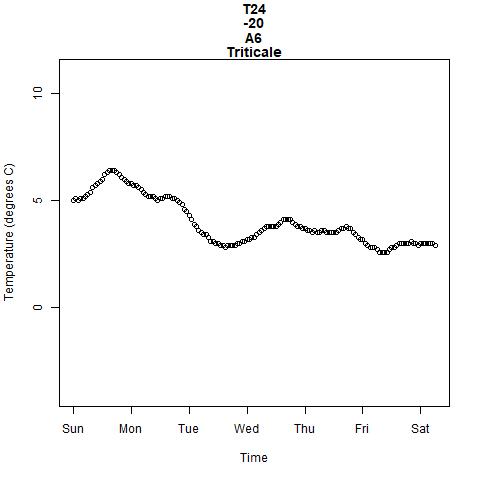 T24
-20
A6
Triticale
Temperature (degrees C)
10
5
0
Sun Mon Tue Wed Thu Fri Sat
Time